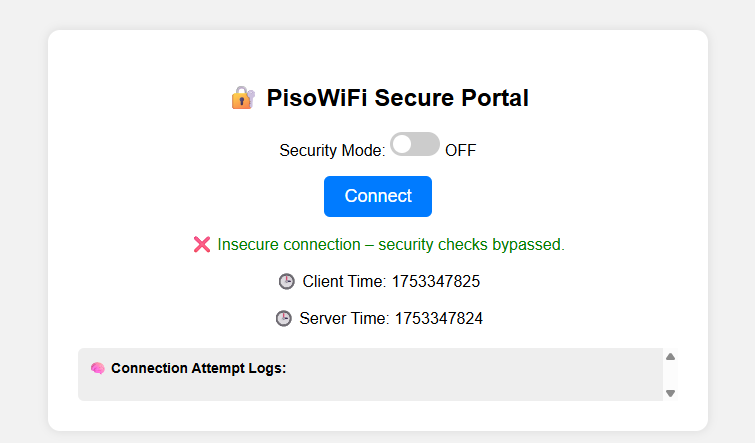 🔐 PisoWiFi Secure Portal
Security Mode: OFF
Connect
❌ Insecure connection – security checks bypassed.
🕒 Client Time: 1753347825
🕒 Server Time: 1753347824
🧠 Connection Attempt Logs: